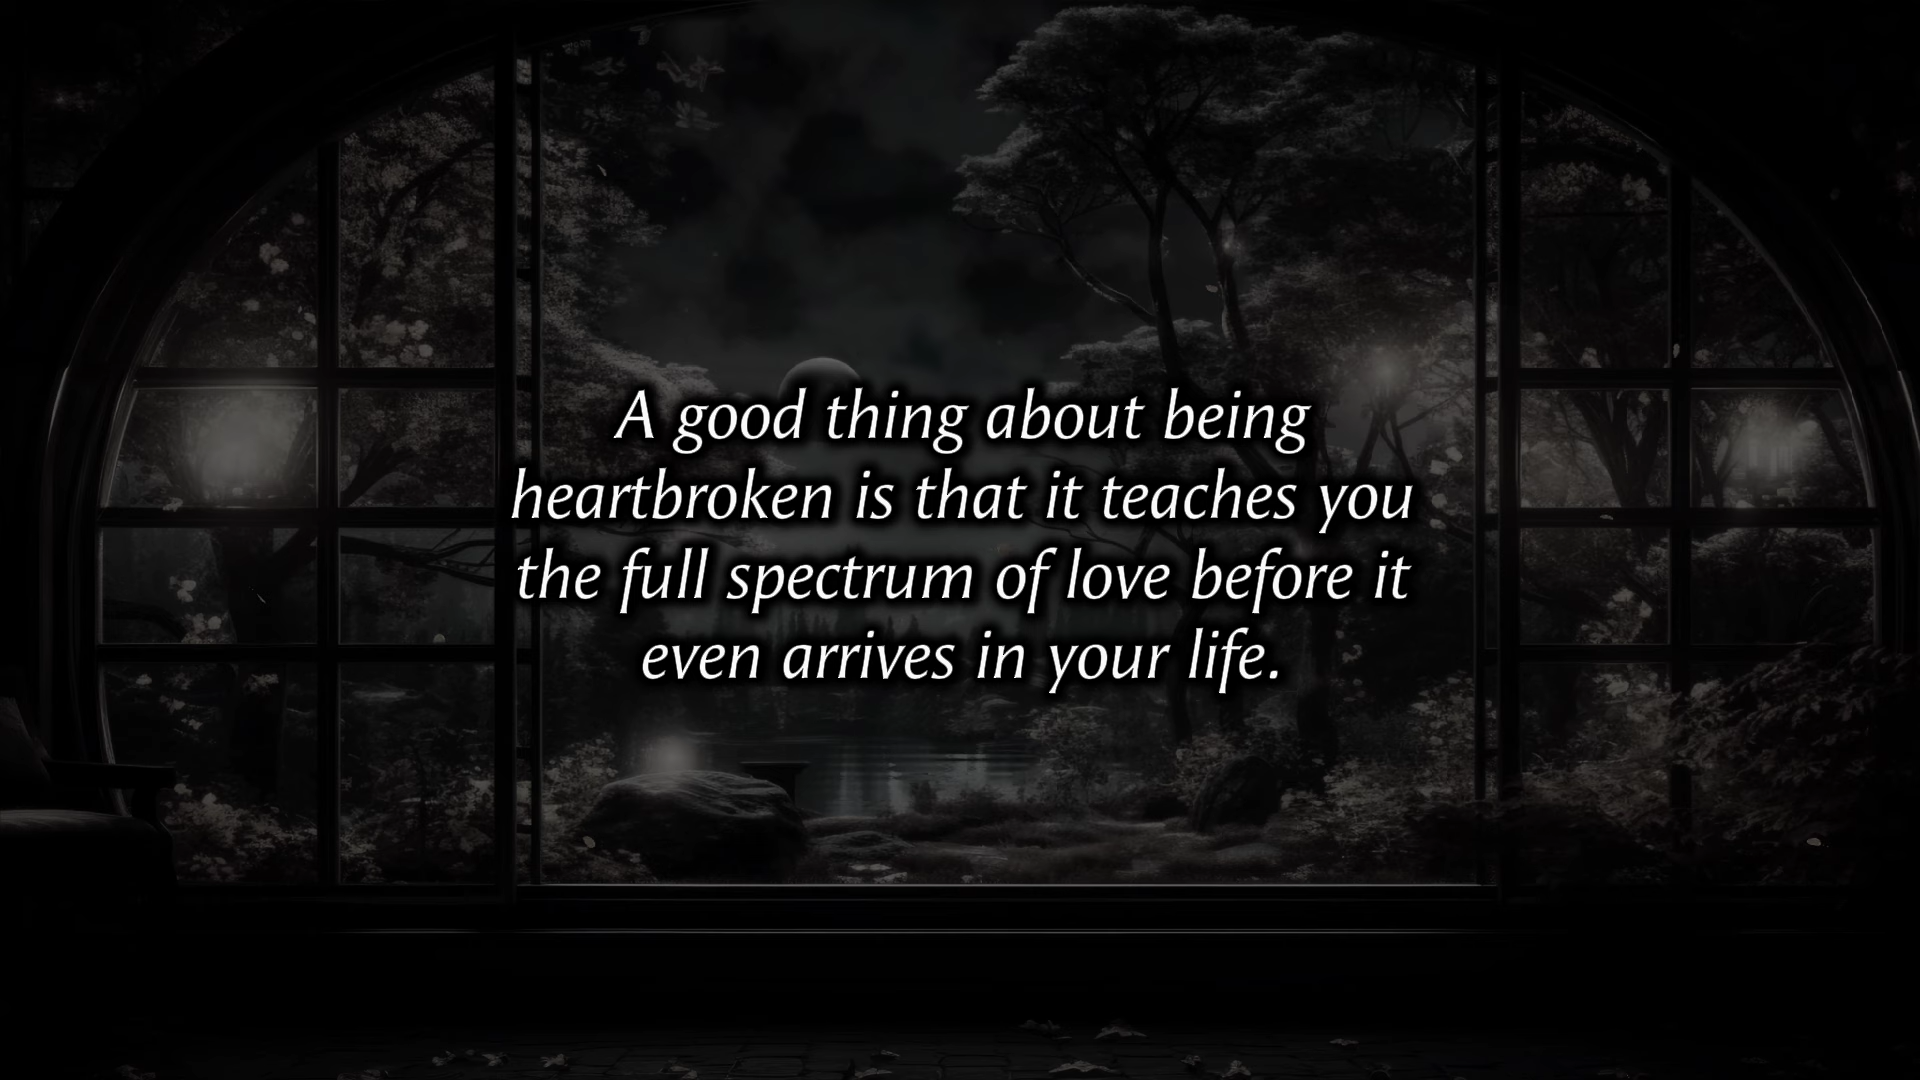 A good thing about being
heartbroken is that it teaches you
the full spectrum of love before it
even arrives in your life.